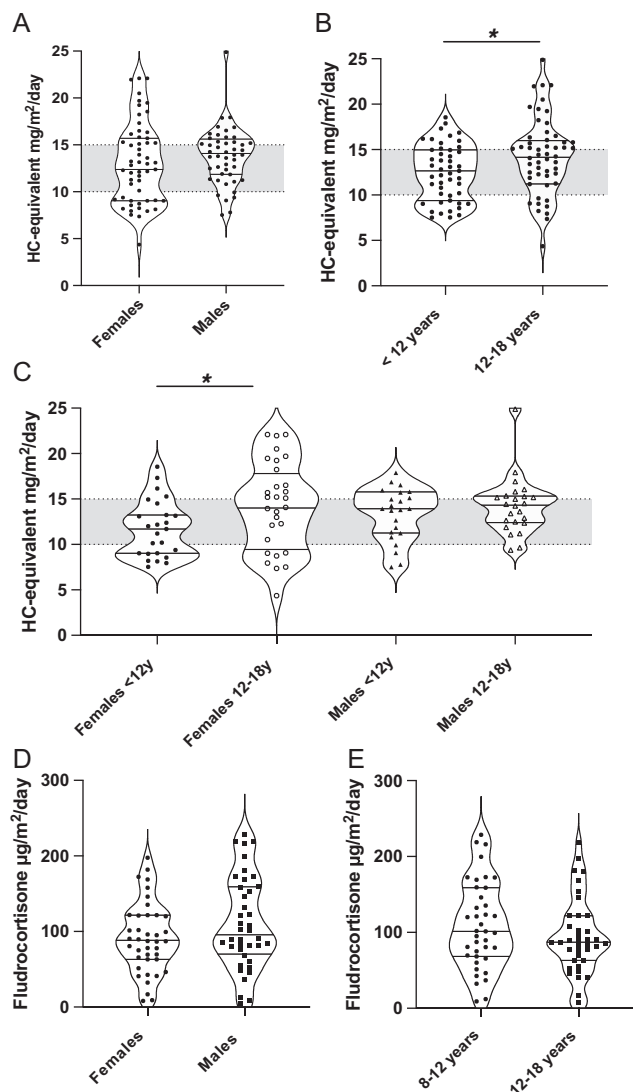 A
HC-equivalent mg/m²/day
25
20
15
10
5
0
Females
Males
B
HC-equivalent mg/m²/day
25
20
15
10
5
0
*
< 12 years
12-18 years
C
HC-equivalent mg/m²/day
25
20
15
10
5
0
*
Females <12y
Females 12-18y
Males <12y
Males 12-18y
D
Fludrocortisone µg/m²/day
300
200
100
0
Females
Males
E
Fludrocortisone µg/m²/day
300
200
100
0
8-12 years
12-18 years